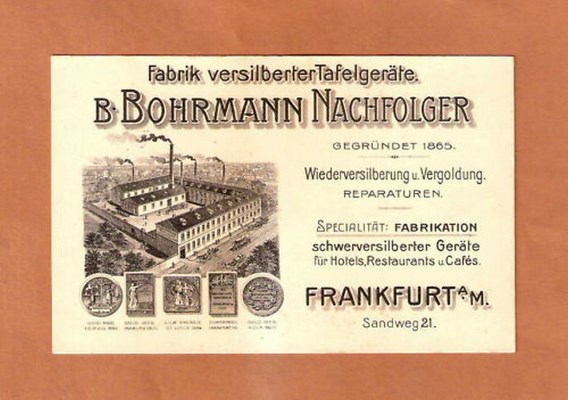 Fabrik versilberter Tafelgeräte.
B. BOHRMANN NACHFOLGER
GEGRÜNDET 1865.
Wiederversilberung u. Vergoldung.
REPARATUREN.
SPECIALITÄT: FABRIKATION
schwerversilberter Geräte
für Hotels, Restaurants u. Cafés.
FRANKFURT A.M.
Sandweg 21.